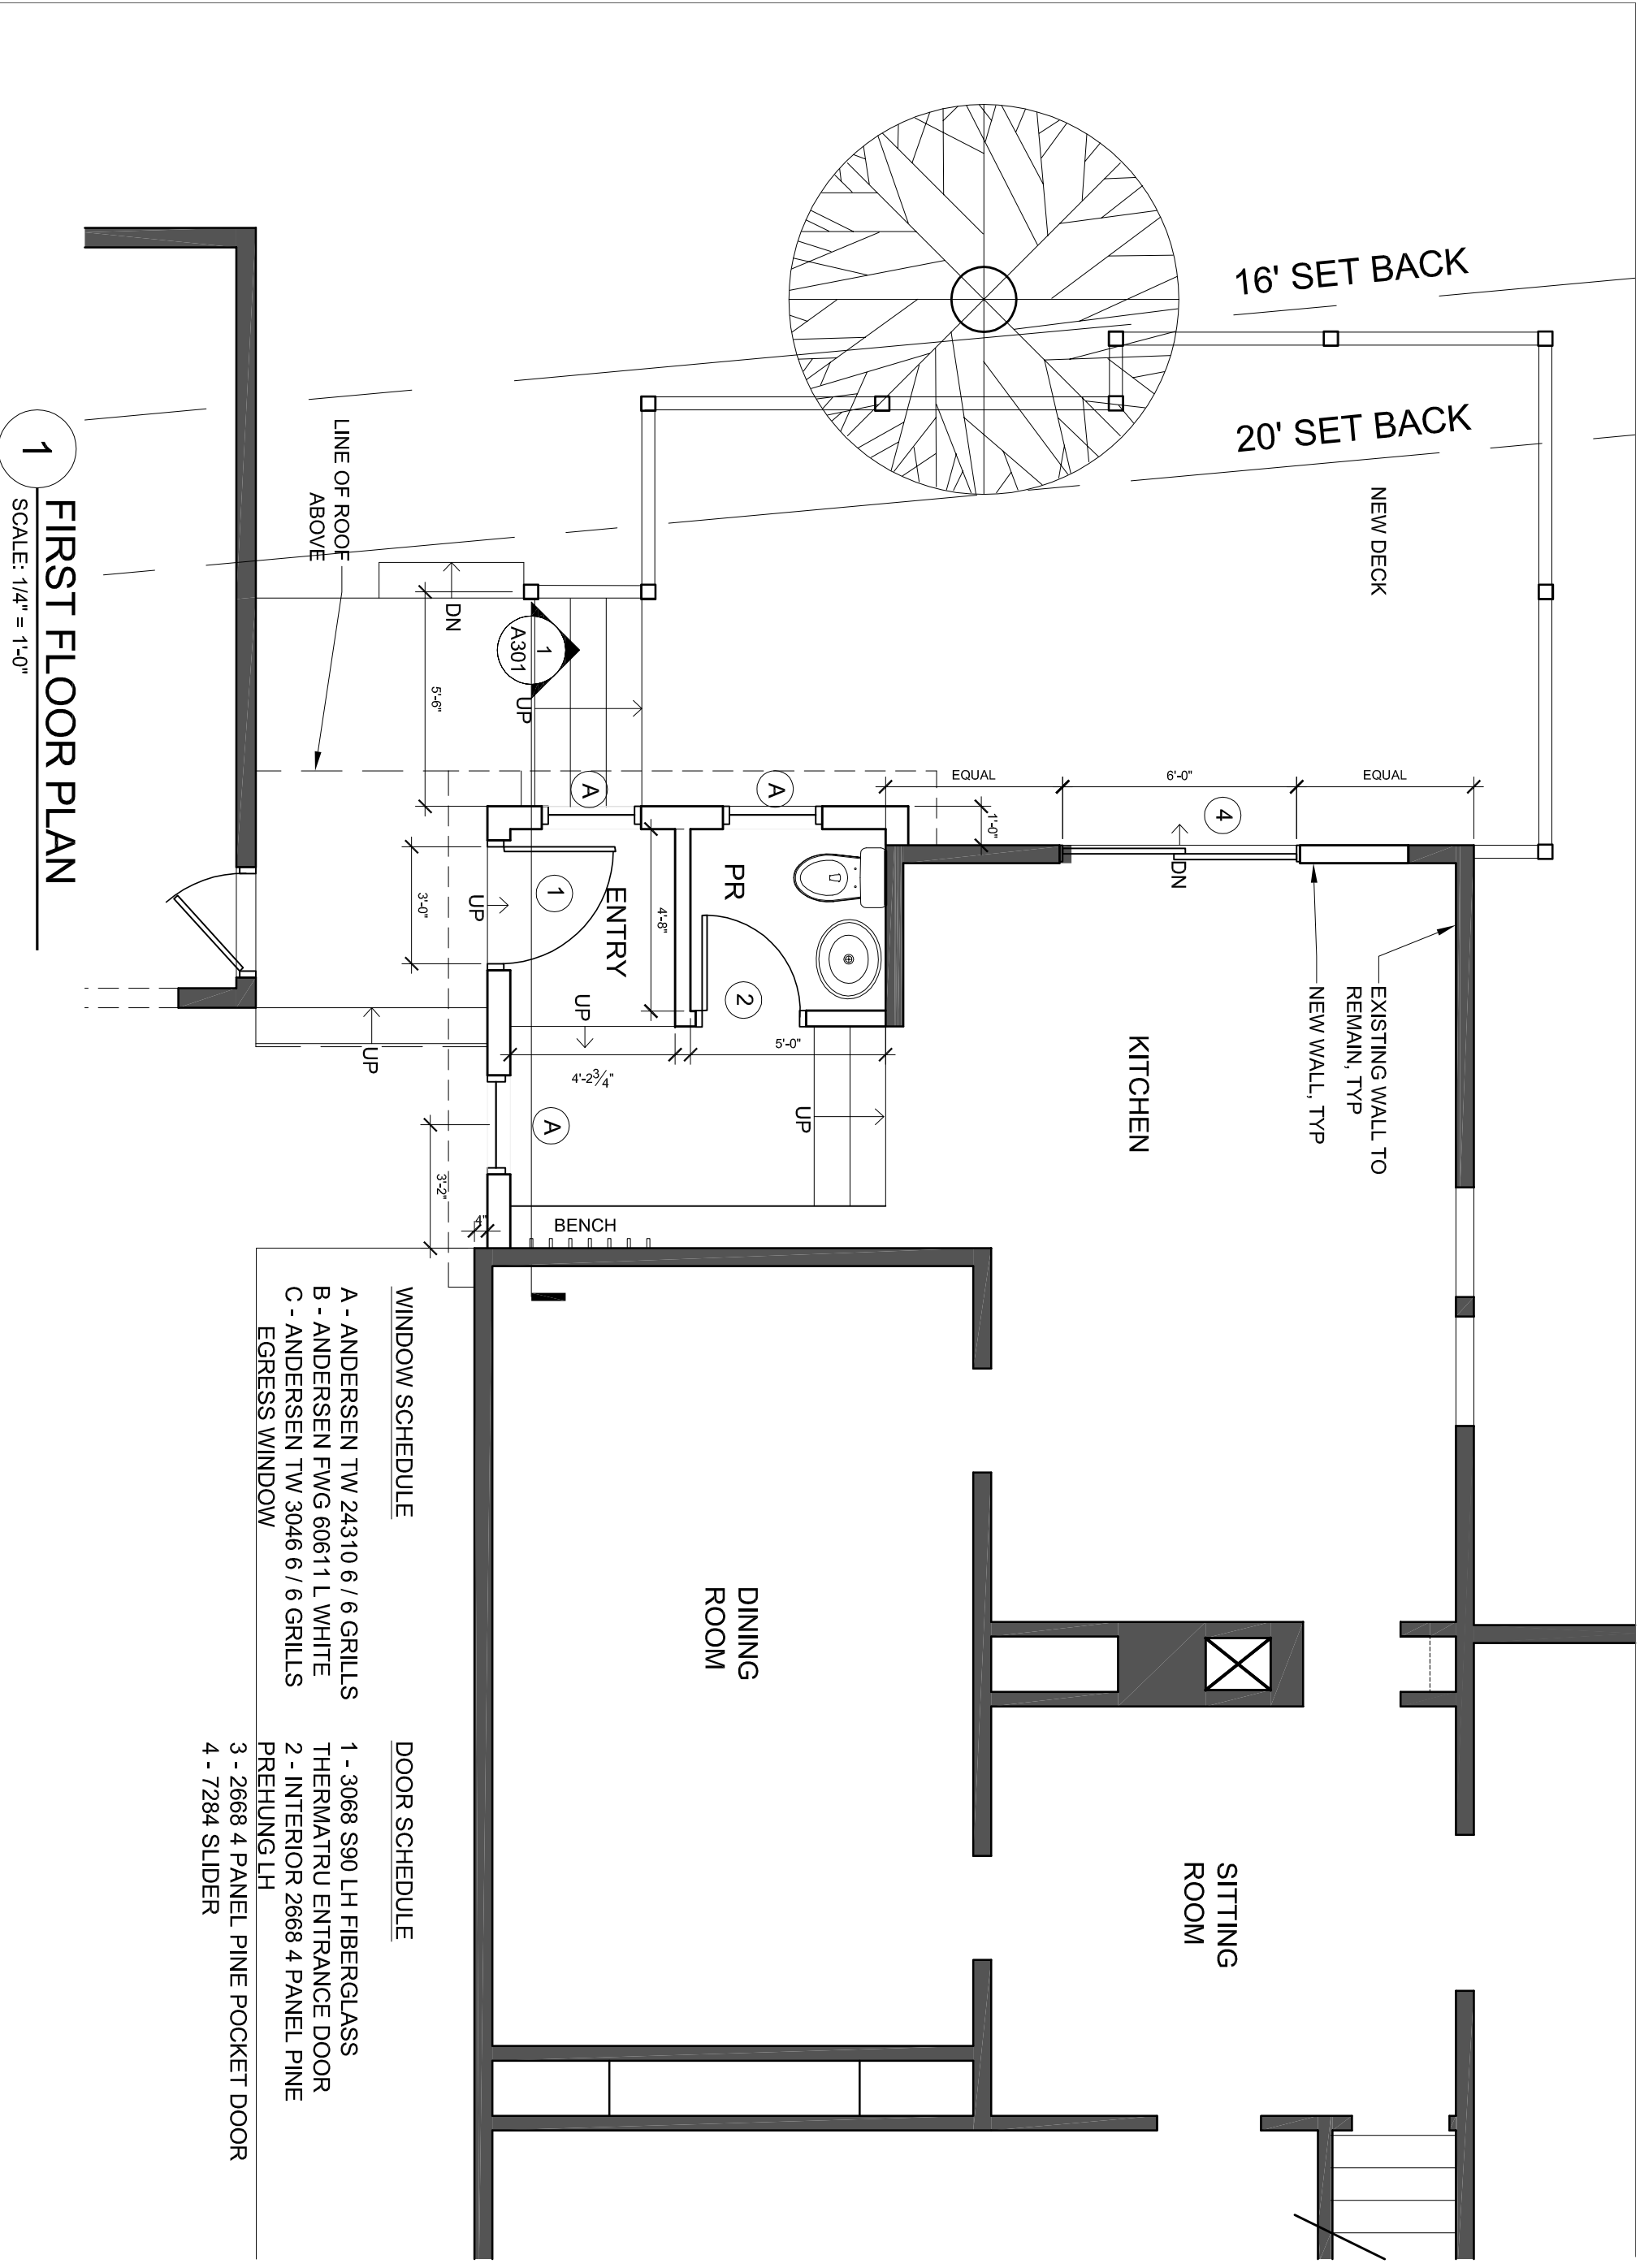 16' SET BACK
20' SET BACK
NEW DECK
LINE OF ROOF
ABOVE
DN
5'-6"
1
A301
UP
EQUAL
6'-0"
EQUAL
1'-0"
4
DN
A
A
PR
ENTRY
1
2
UP
3'-0"
4'-8"
UP
4'-2 3/4"
5'-0"
UP
UP
A
3'-2"
4"
BENCH
KITCHEN
EXISTING WALL TO
REMAIN, TYP
NEW WALL, TYP
DINING
ROOM
SITTING
ROOM
WINDOW SCHEDULE
A - ANDERSEN TW 24310 6 / 6 GRILLS
B - ANDERSEN FWG 60611 L WHITE
C - ANDERSEN TW 3046 6 / 6 GRILLS
EGRESS WINDOW
DOOR SCHEDULE
1 - 3068 S90 LH FIBERGLASS
THERMATRU ENTRANCE DOOR
2 - INTERIOR 2668 4 PANEL PINE
PREHUNG LH
3 - 2668 4 PANEL PINE POCKET DOOR
4 - 7284 SLIDER
1
FIRST FLOOR PLAN
SCALE: 1/4" = 1'-0"